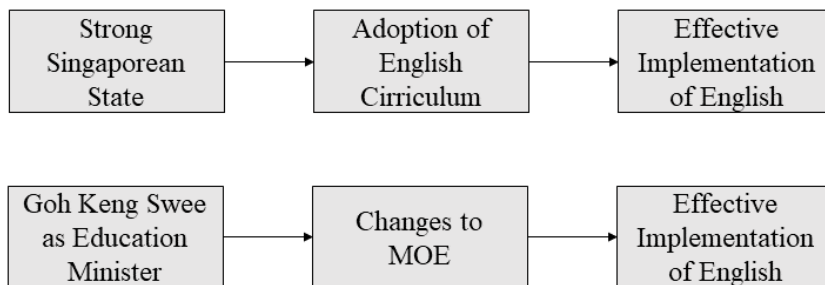 Strong
Singaporean
State
Adoption of
English
Cirriculum
Effective
Implementation
of English
Goh Keng Swee
as Education
Minister
Changes to
MOE
Effective
Implementation
of English